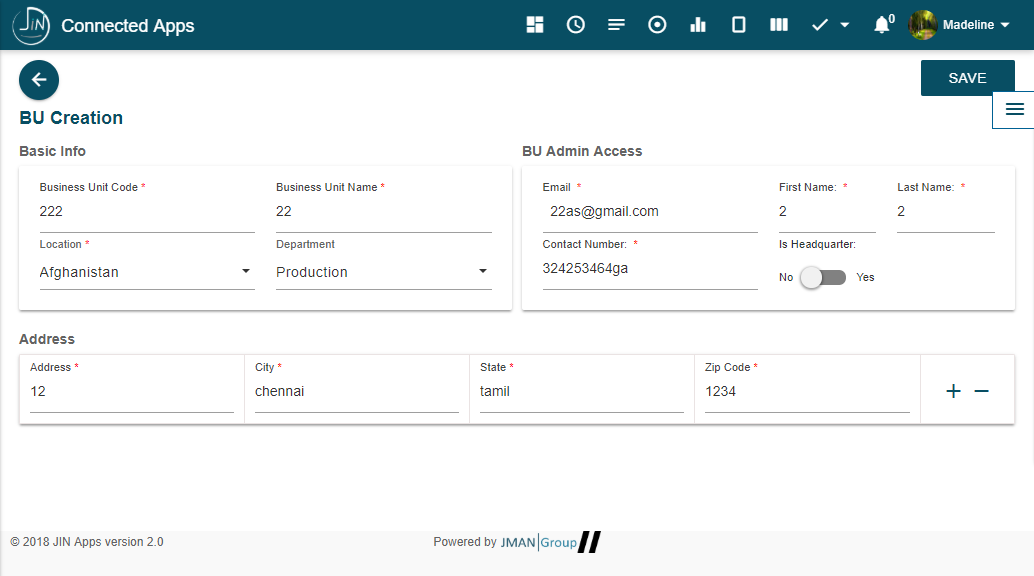 JIN Connected Apps
0
Madeline
SAVE
BU Creation
Basic Info
BU Admin Access
Business Unit Code *
Business Unit Name *
Email *
First Name: *
Last Name: *
222
22
22as@gmail.com
2
2
Location *
Department
Contact Number: *
Is Headquarter:
Afghanistan
Production
324253464ga
No
Yes
Address
Address *
City *
State *
Zip Code *
12
chennai
tamil
1234
+ −
© 2018 JIN Apps version 2.0
Powered by JMAN|Group